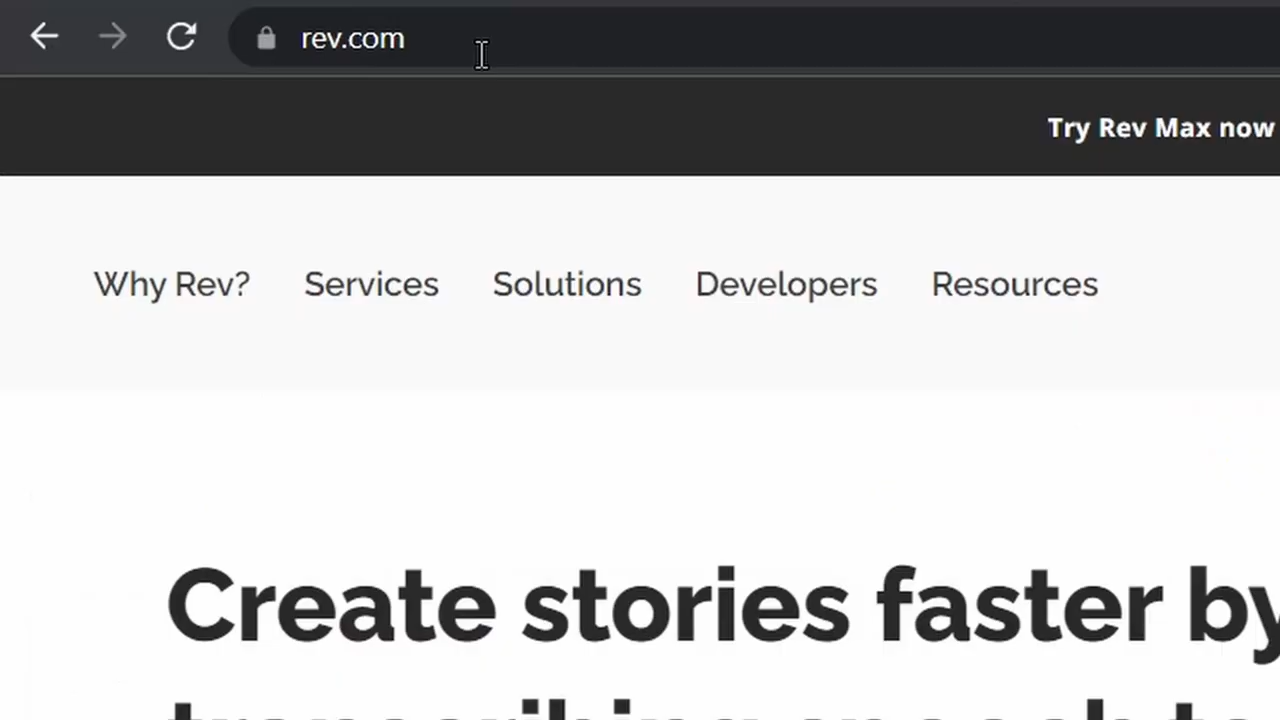 rev.com
Try Rev Max now
Why Rev? Services Solutions Developers Resources
Create stories faster by